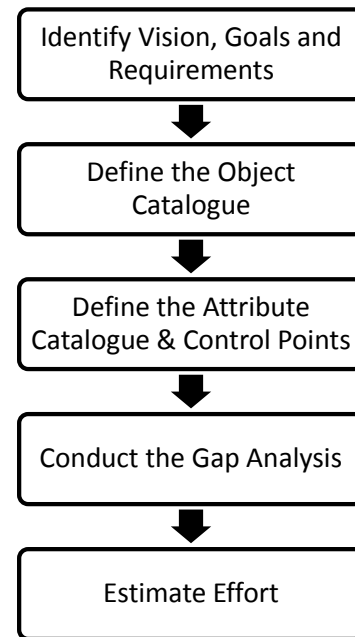 Identify Vision, Goals and
Requirements
Define the Object
Catalogue
Define the Attribute
Catalogue & Control Points
Conduct the Gap Analysis
Estimate Effort